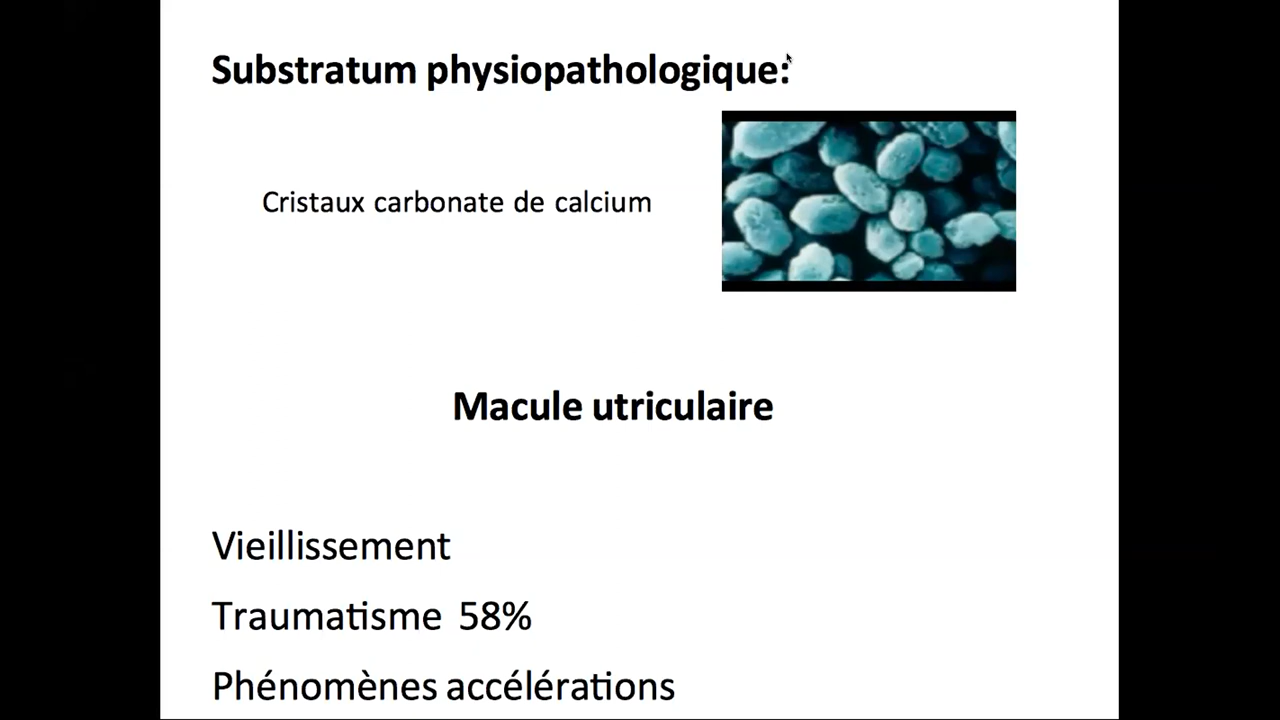 Substratum physiopathologique:
Cristaux carbonate de calcium
Macule utriculaire
Vieillissement
Traumatisme 58%
Phénomènes accélérations